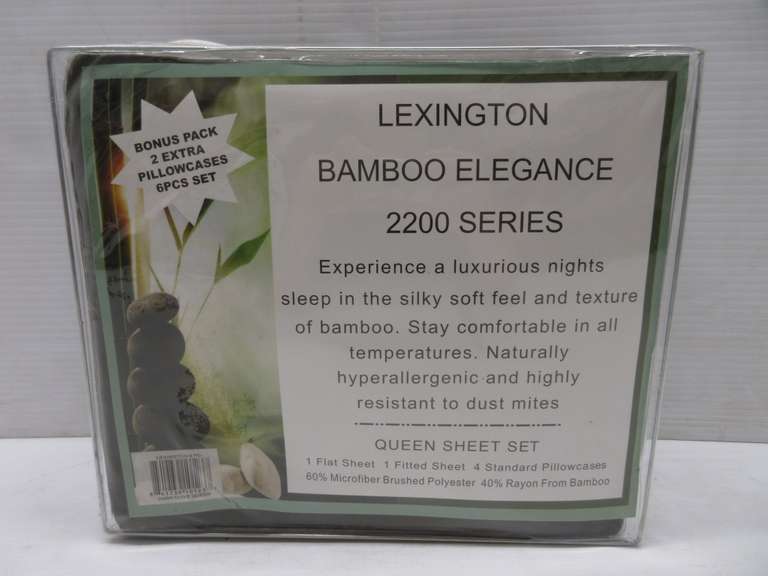 BONUS PACK
2 EXTRA
PILLOWCASES
6PCS SET
LEXINGTON
BAMBOO ELEGANCE
2200 SERIES
Experience a luxurious nights
sleep in the silky soft feel and texture
of bamboo. Stay comfortable in all
temperatures. Naturally
hyperallergenic and highly
resistant to dust mites
QUEEN SHEET SET
1 Flat Sheet 1 Fitted Sheet 4 Standard Pillowcases
60% Microfiber Brushed Polyester 40% Rayon From Bamboo